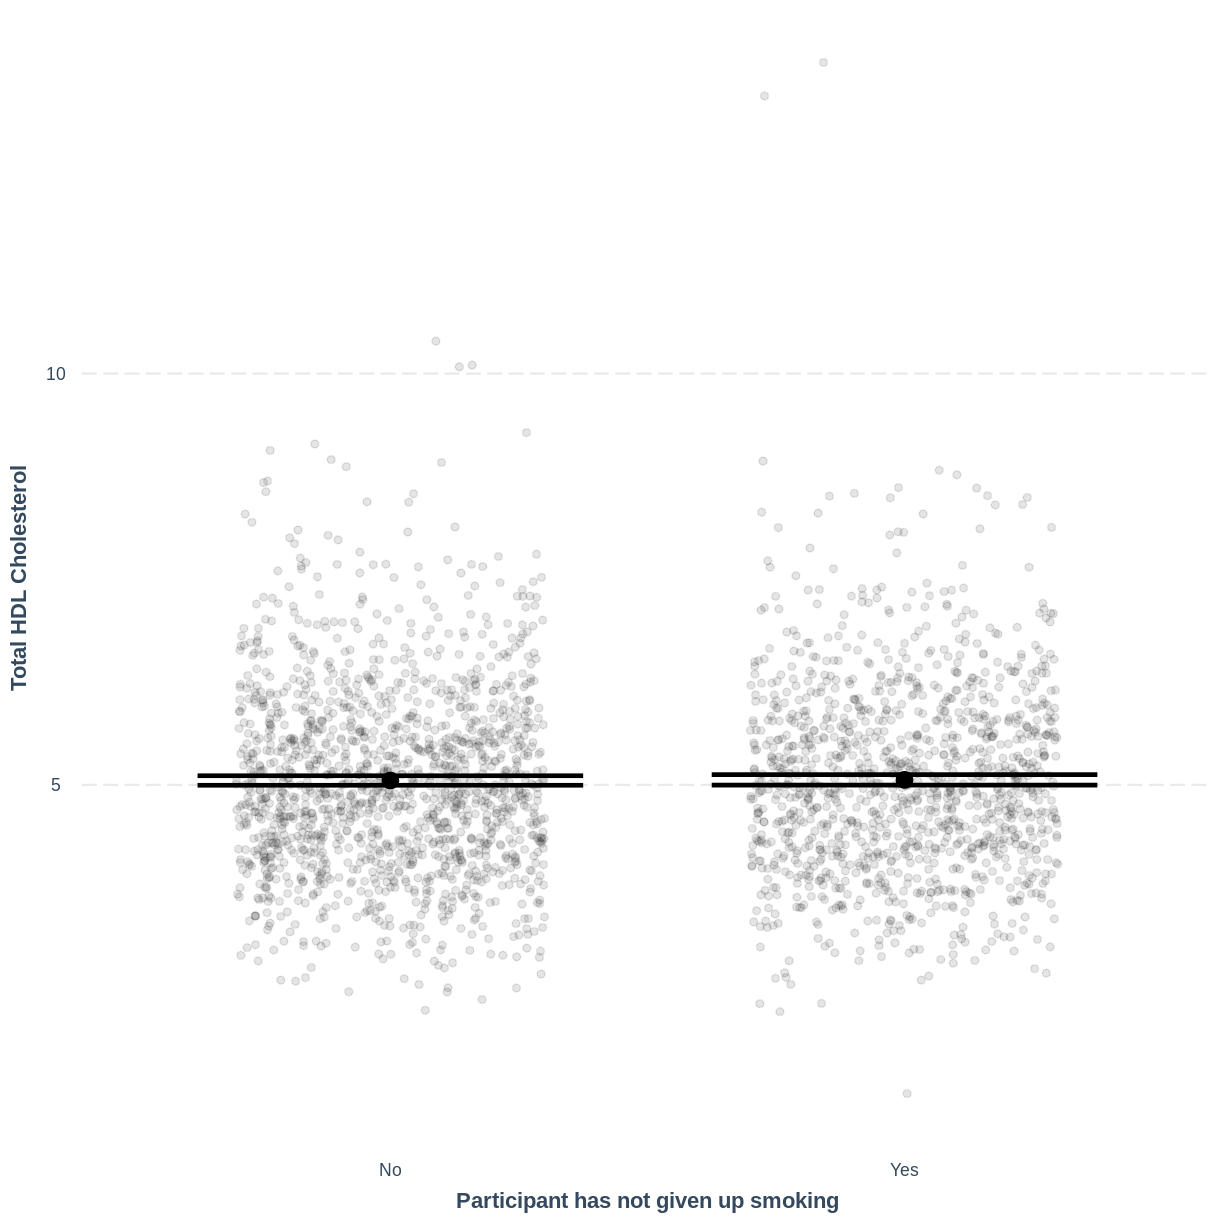 10
5
Total HDL Cholesterol
No
Yes
Participant has not given up smoking